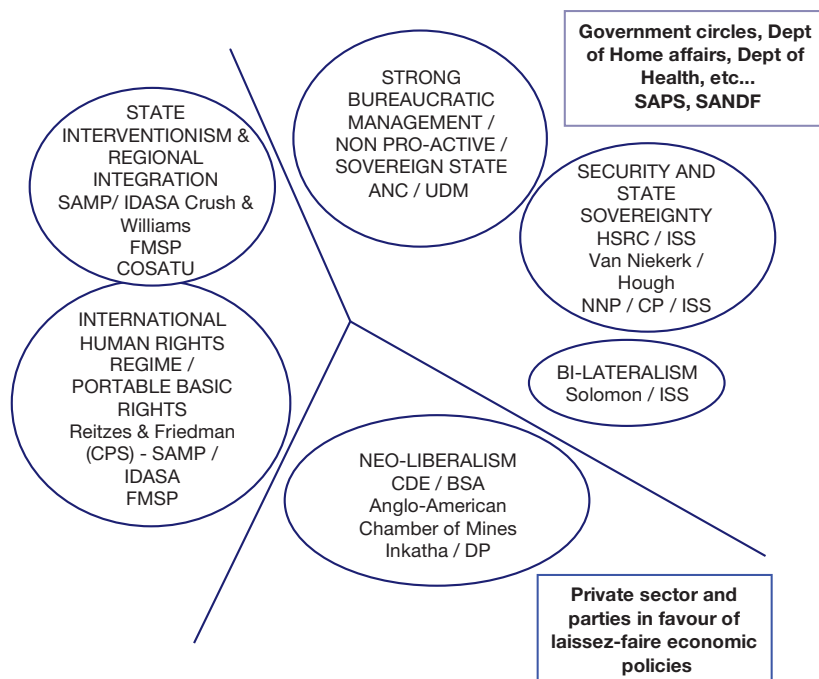 Government circles, Dept
of Home affairs, Dept of
Health, etc...
SAPS, SANDF
STRONG
BUREAUCRATIC
MANAGEMENT /
NON PRO-ACTIVE /
SOVEREIGN STATE
ANC / UDM
STATE
INTERVENTIONISM &
REGIONAL
INTEGRATION
SAMP/ IDASA Crush &
Williams
FMSP
COSATU
SECURITY AND
STATE
SOVEREIGNTY
HSRC / ISS
Van Niekerk /
Hough
NNP / CP / ISS
INTERNATIONAL
HUMAN RIGHTS
REGIME /
PORTABLE BASIC
RIGHTS
Reitzes & Friedman
(CPS) - SAMP /
IDASA
FMSP
BI-LATERALISM
Solomon / ISS
NEO-LIBERALISM
CDE / BSA
Anglo-American
Chamber of Mines
Inkatha / DP
Private sector and
parties in favour of
laissez-faire economic
policies